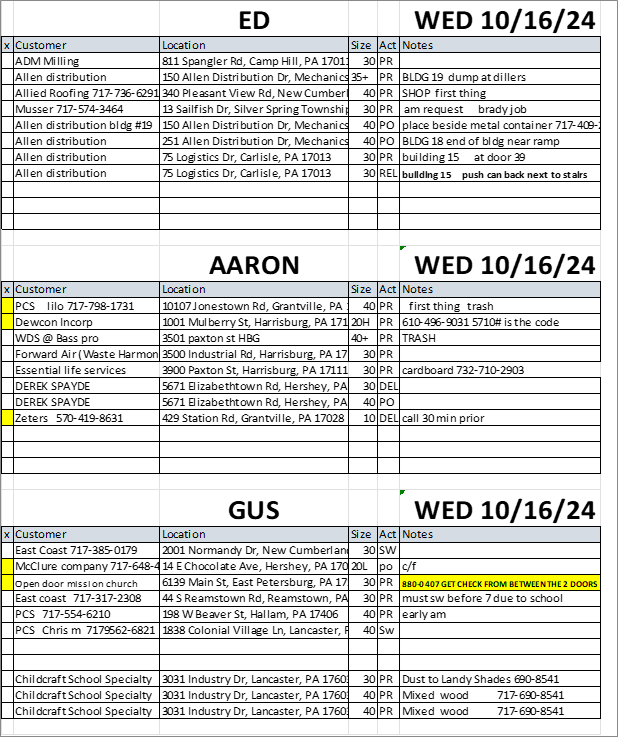 ED WED 10/16/24
x Customer Location Size Act Notes
ADM Milling 811 Spangler Rd, Camp Hill, PA 17011 30 PR
Allen distribution 150 Allen Distribution Dr, Mechanics 35+ PR BLDG 19 dump at dillers
Allied Roofing 717-736-6291 340 Pleasant View Rd, New Cumberl 40 PR SHOP first thing
Musser 717-574-3464 13 Sailfish Dr, Silver Spring Township 30 PR am request brady job
Allen distribution bldg #19 150 Allen Distribution Dr, Mechanics 40 PO place beside metal container 717-409-2
Allen distribution 251 Allen Distribution Dr, Mechanics 40 PO BLDG 18 end of bldg near ramp
Allen distribution 75 Logistics Dr, Carlisle, PA 17013 30 PR building 15 at door 39
Allen distribution 75 Logistics Dr, Carlisle, PA 17013 30 REL building 15 push can back next to stairs
AARON WED 10/16/24
x Customer Location Size Act Notes
PCS lilo 717-798-1731 10107 Jonestown Rd, Grantville, PA 40 PR first thing trash
Dewcon Incorp 1001 Mulberry St, Harrisburg, PA 171 20H PR 610-496-9031 5710# is the code
WDS @ Bass pro 3501 paxton st HBG 40+ PR TRASH
Forward Air (Waste Harmon 3500 Industrial Rd, Harrisburg, PA 17 30 PR
Essential life services 3900 Paxton St, Harrisburg, PA 17111 30 PR cardboard 732-710-2903
DEREK SPAYDE 5671 Elizabethtown Rd, Hershey, PA 30 DEL
DEREK SPAYDE 5671 Elizabethtown Rd, Hershey, PA 40 PO
Zeters 570-419-8631 429 Station Rd, Grantville, PA 17028 10 DEL call 30 min prior
GUS WED 10/16/24
x Customer Location Size Act Notes
East Coast 717-385-0179 2001 Normandy Dr, New Cumberland 30 SW
McClure company 717-648-4 14 E Chocolate Ave, Hershey, PA 170 20L po c/f
Open door mission church 6139 Main St, East Petersburg, PA 17 30 PR 880-0407 GET CHECK FROM BETWEEN THE 2 DOORS
East coast 717-317-2308 44 S Reamstown Rd, Reamstown, PA 30 PR must sw before 7 due to school
PCS 717-554-6210 198 W Beaver St, Hallam, PA 17406 40 PR early am
PCS Chris m 7179562-6821 1838 Colonial Village Ln, Lancaster, P 40 Sw
Childcraft School Specialty 3031 Industry Dr, Lancaster, PA 1760 30 PR Dust to Landy Shades 690-8541
Childcraft School Specialty 3031 Industry Dr, Lancaster, PA 1760 40 PR Mixed wood 717-690-8541
Childcraft School Specialty 3031 Industry Dr, Lancaster, PA 1760 40 PR Mixed wood 717-690-8541